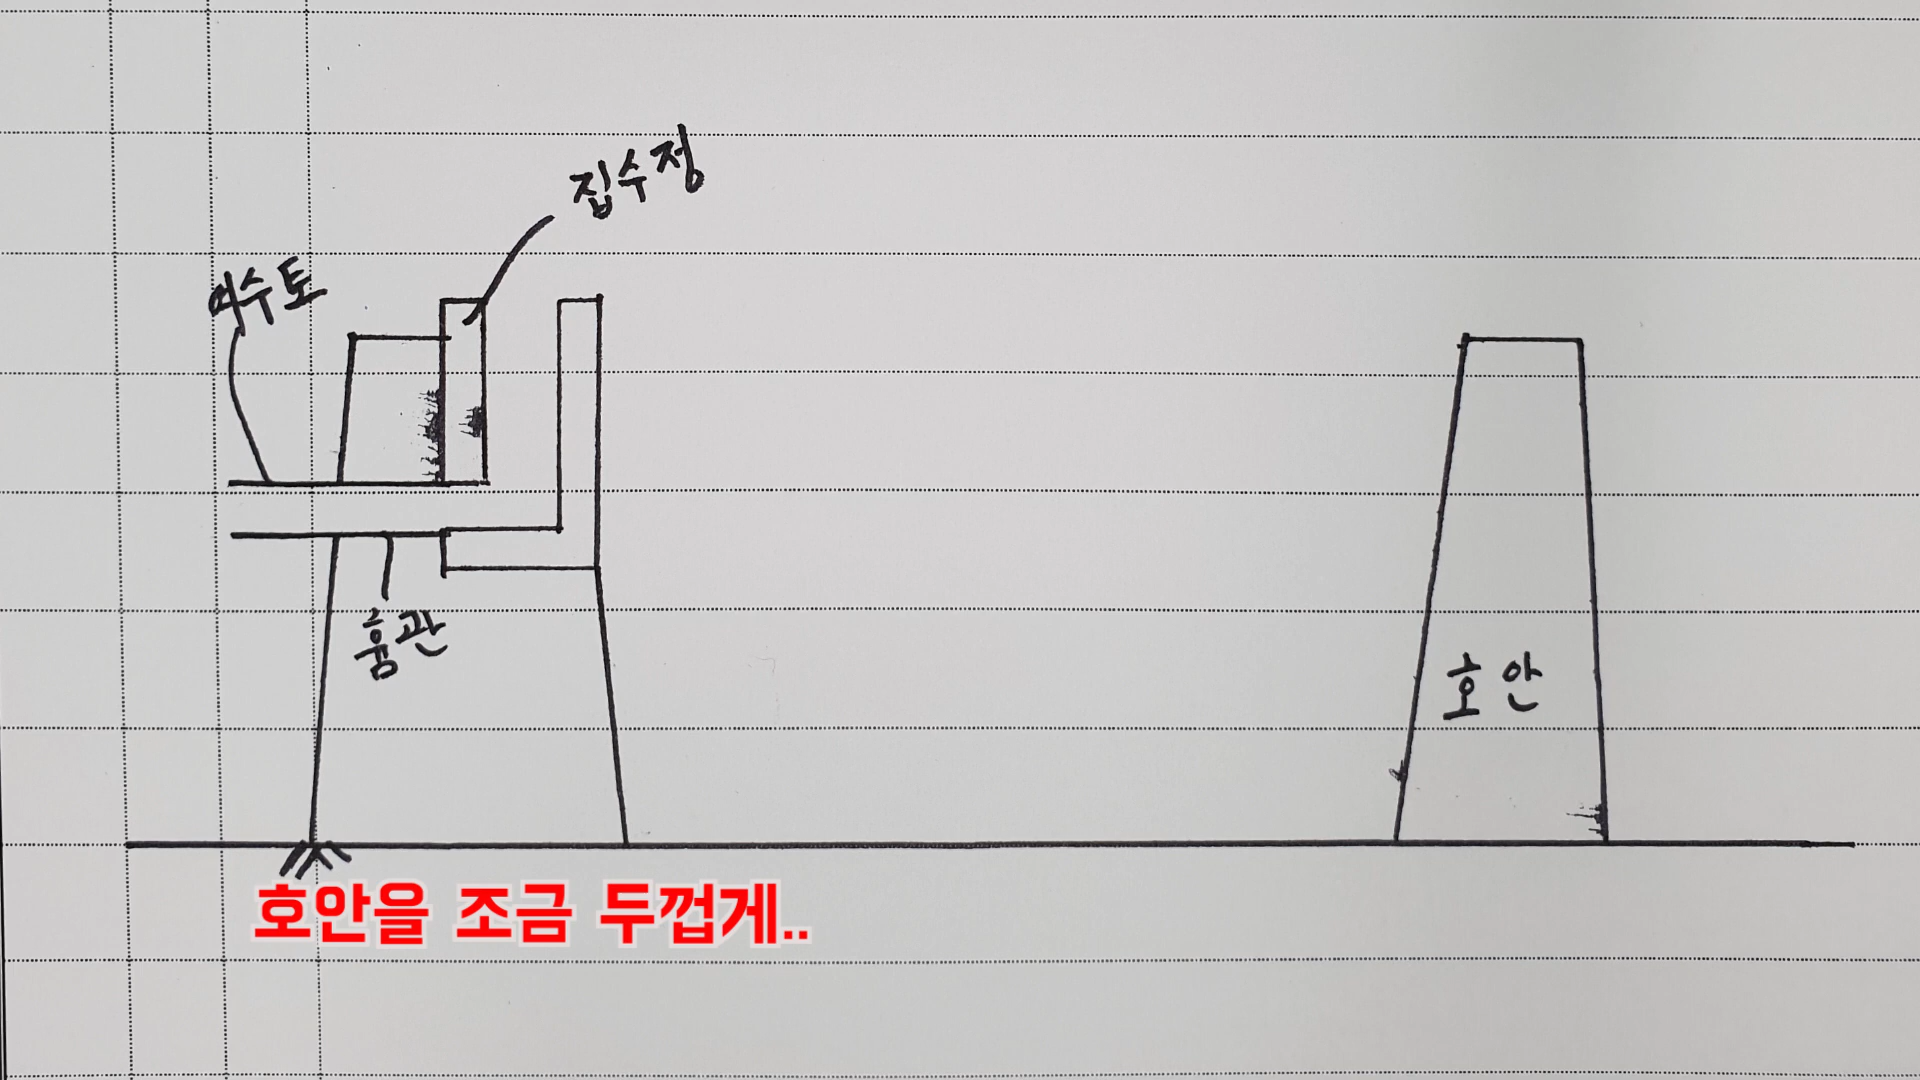 집수정
여수토
흄관
호안
호안을 조금 두껍게..